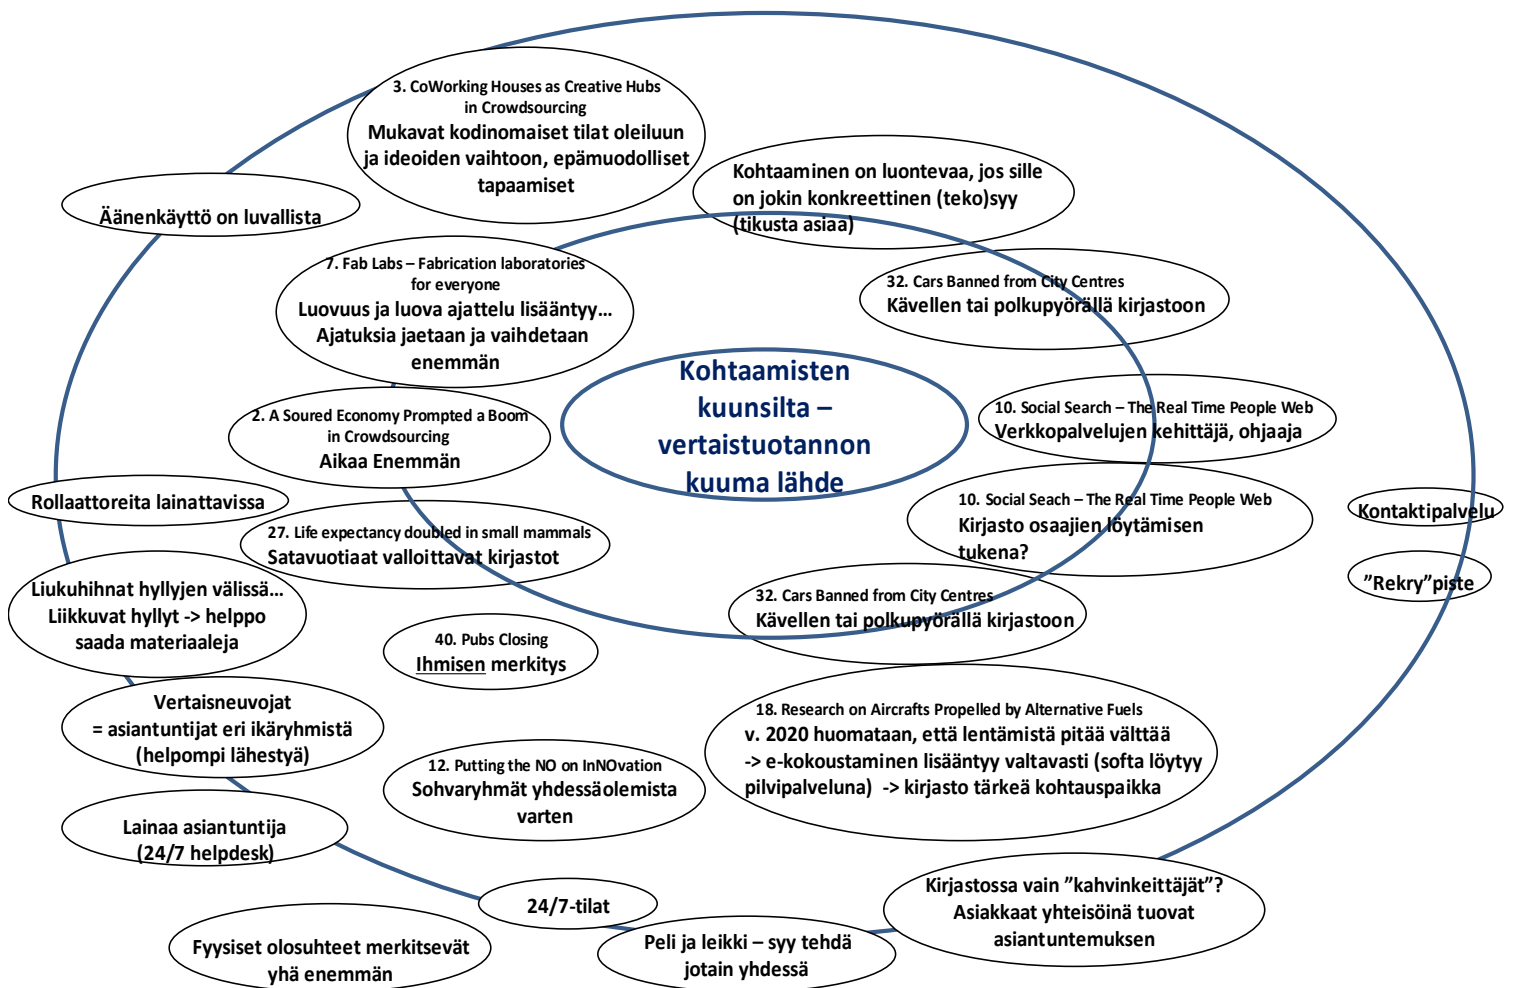 3. CoWorking Houses as Creative Hubs
in Crowdsourcing
Mukavat kodinomaiset tilat oleiluun
ja ideoiden vaihtoon, epämuodolliset
tapaamiset
Kohtaaminen on luontevaa, jos sille
on jokin konkreettinen (teko)syy
(tikusta asiaa)
Äänenkäyttö on luvallista
7. Fab Labs – Fabrication laboratories
for everyone
Luovuus ja luova ajattelu lisääntyy…
Ajatuksia jaetaan ja vaihdetaan
enemmän
32. Cars Banned from City Centres
Kävellen tai polkupyörällä kirjastoon
Kohtaamisten
kuunsilta –
vertaistuotannon
kuuma lähde
2. A Soured Economy Prompted a Boom
in Crowdsourcing
Aikaa Enemmän
10. Social Search – The Real Time People Web
Verkkopalvelujen kehittäjä, ohjaaja
Rollaattoreita lainattavissa
10. Social Seach – The Real Time People Web
Kirjasto osaajien löytämisen
tukena?
Kontaktipalvelu
27. Life expectancy doubled in small mammals
Satavuotiaat valloittavat kirjastot
”Rekry”piste
Liukuhihnat hyllyjen välissä…
Liikkuvat hyllyt -> helppo
saada materiaaleja
32. Cars Banned from City Centres
Kävellen tai polkupyörällä kirjastoon
40. Pubs Closing
Ihmisen merkitys
Vertaisneuvojat
= asiantuntijat eri ikäryhmistä
(helpompi lähestyä)
18. Research on Aircrafts Propelled by Alternative Fuels
v. 2020 huomataan, että lentämistä pitää välttää
-> e-kokoustaminen lisääntyy valtavasti (softa löytyy
pilvipalveluna) -> kirjasto tärkeä kohtauspaikka
12. Putting the NO on InNOvation
Sohvaryhmät yhdessäolemista
varten
Lainaa asiantuntija
(24/7 helpdesk)
Kirjastossa vain ”kahvinkeittäjät”?
Asiakkaat yhteisöinä tuovat
asiantuntemuksen
24/7-tilat
Fyysiset olosuhteet merkitsevät
yhä enemmän
Peli ja leikki – syy tehdä
jotain yhdessä